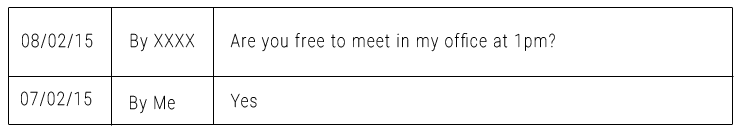 08/02/15 By XXXX Are you free to meet in my office at 1pm?
07/02/15 By Me Yes